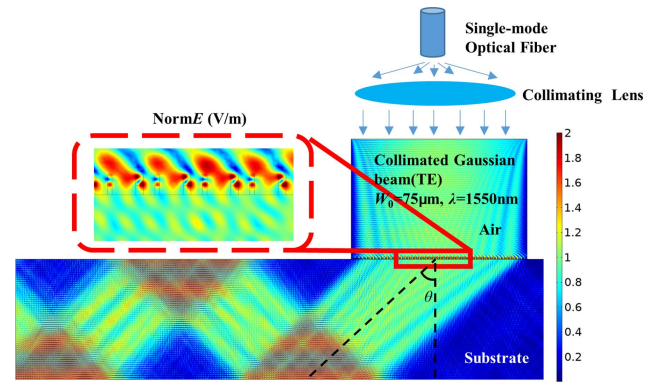 Single-mode
Optical Fiber
Collimating Lens
NormE (V/m)
Collimated Gaussian
beam(TE)
W₀=75μm, λ=1550nm
Air
θ
Substrate
2
1.8
1.6
1.4
1.2
1
0.8
0.6
0.4
0.2